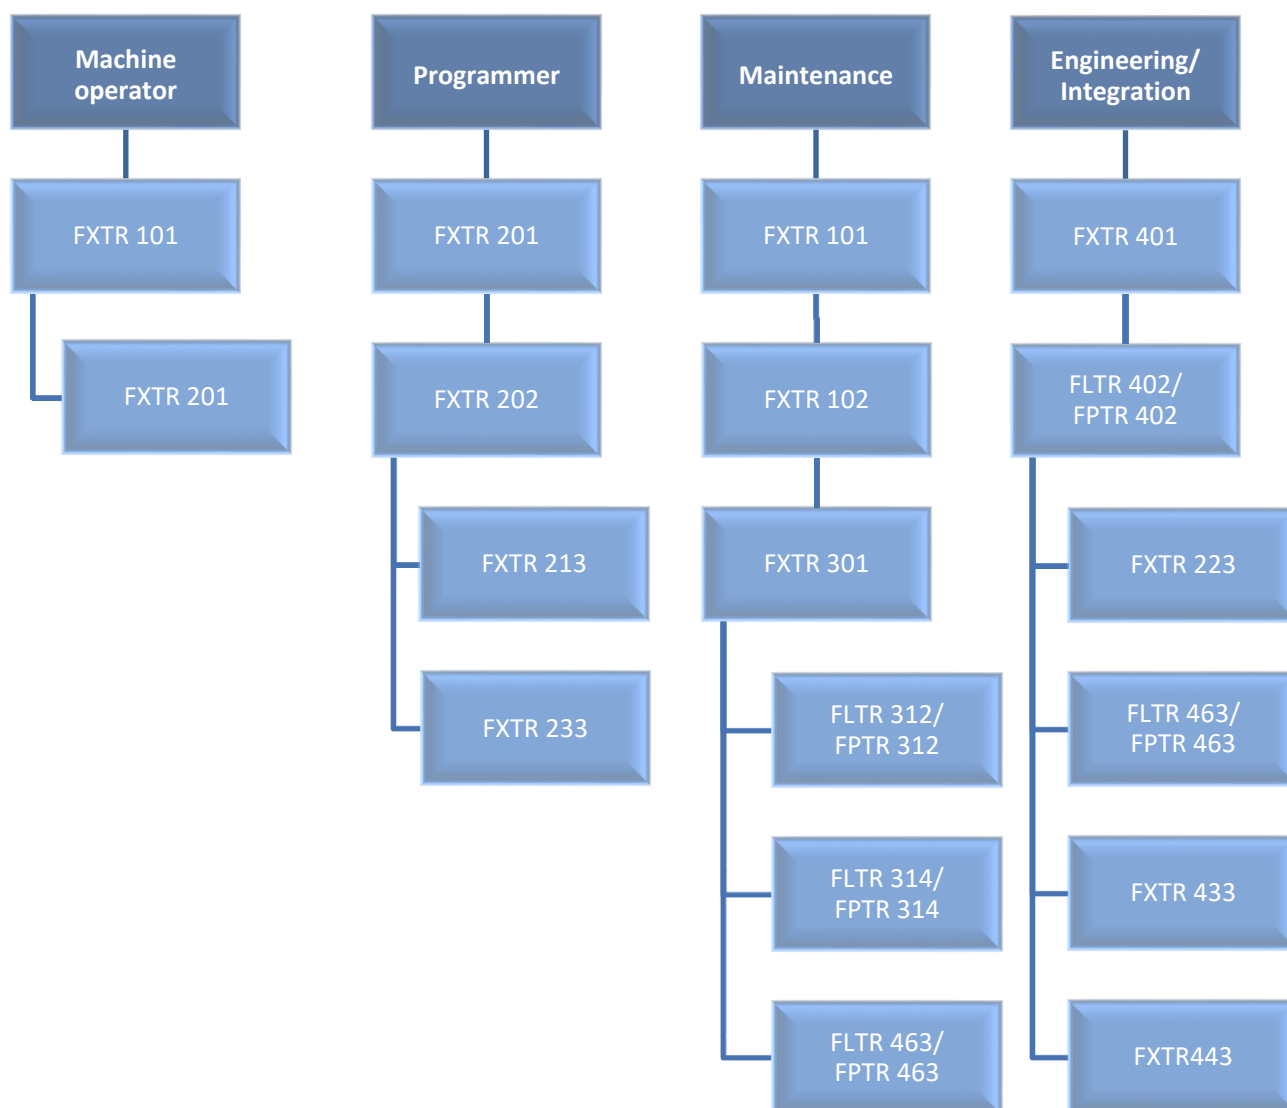 Machine
operator
FXTR 101
FXTR 201
Programmer
FXTR 201
FXTR 202
FXTR 213
FXTR 233
Maintenance
FXTR 101
FXTR 102
FXTR 301
FLTR 312/
FPTR 312
FLTR 314/
FPTR 314
FLTR 463/
FPTR 463
Engineering/
Integration
FXTR 401
FLTR 402/
FPTR 402
FXTR 223
FLTR 463/
FPTR 463
FXTR 433
FXTR443